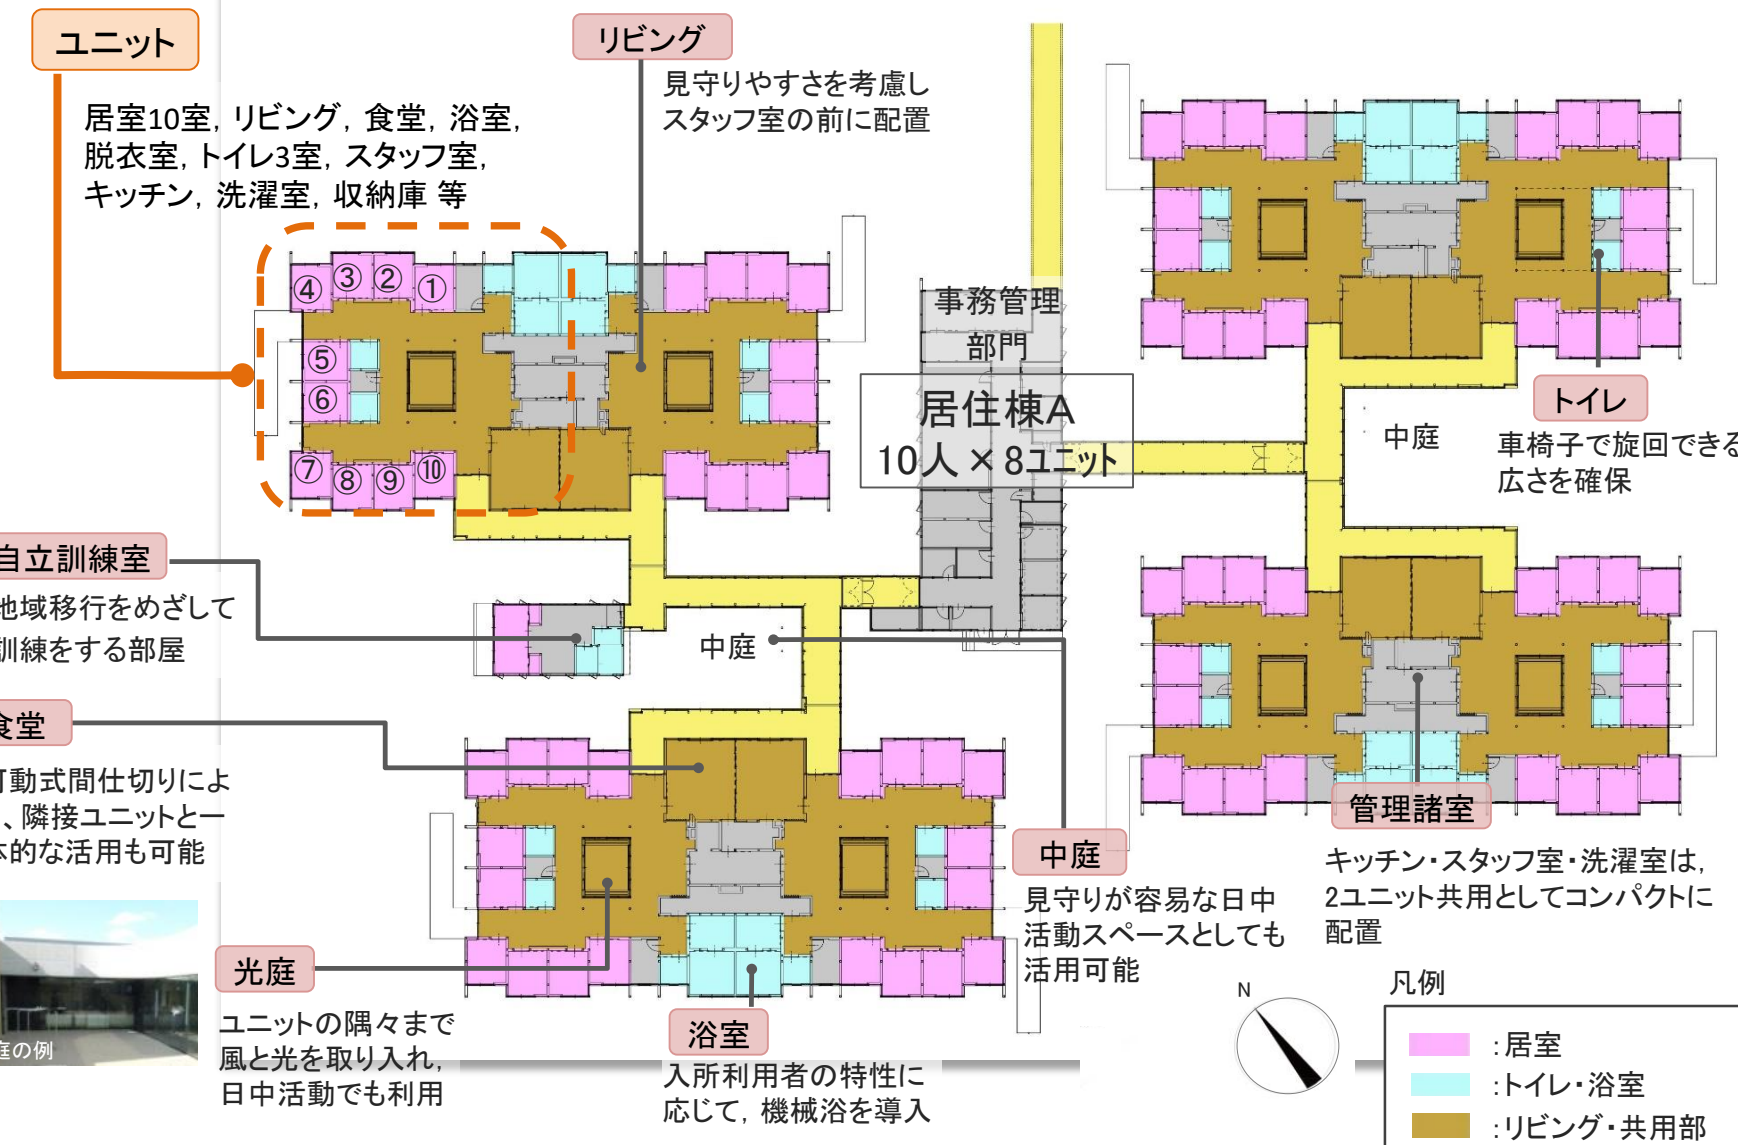 ユニット
居室10室, リビング, 食堂, 浴室,
脱衣室, トイレ3室, スタッフ室,
キッチン, 洗濯室, 収納庫 等
リビング
見守りやすさを考慮し
スタッフ室の前に配置
④ ③ ② ①
⑤
⑥
⑦ ⑧ ⑨ ⑩
事務管理
部門
居住棟A
10人×8ユニット
中庭
トイレ
車椅子で旋回できる
広さを確保
自立訓練室
地域移行をめざして
訓練をする部屋
中庭
食堂
可動式間仕切りによ
、隣接ユニットと一
体的な活用も可能
庭の例
光庭
ユニットの隅々まで
風と光を取り入れ,
日中活動でも利用
浴室
入所利用者の特性に
応じて, 機械浴を導入
中庭
見守りが容易な日中
活動スペースとしても
活用可能
管理諸室
キッチン・スタッフ室・洗濯室は,
2ユニット共用としてコンパクトに
配置
N
凡例
:居室
:トイレ・浴室
:リビング・共用部